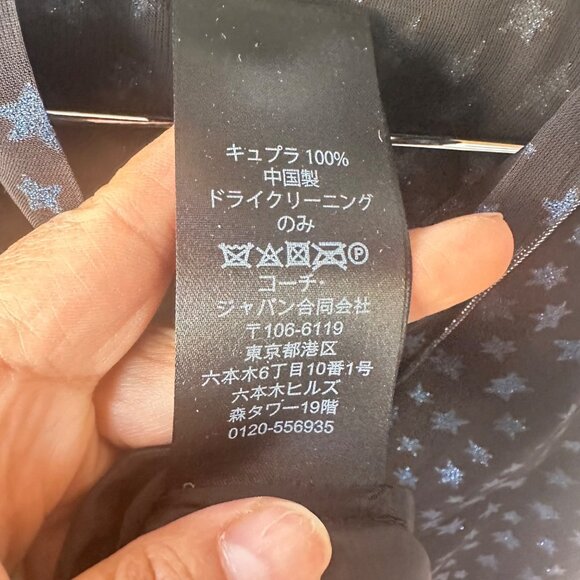 キュプラ 100%
中国製
ドライクリーニング
のみ
P
コーチ・
ジャパン合同会社
〒106-6119
東京都港区
六本木6丁目10番1号
六本木ヒルズ
森タワー19階
0120-556935